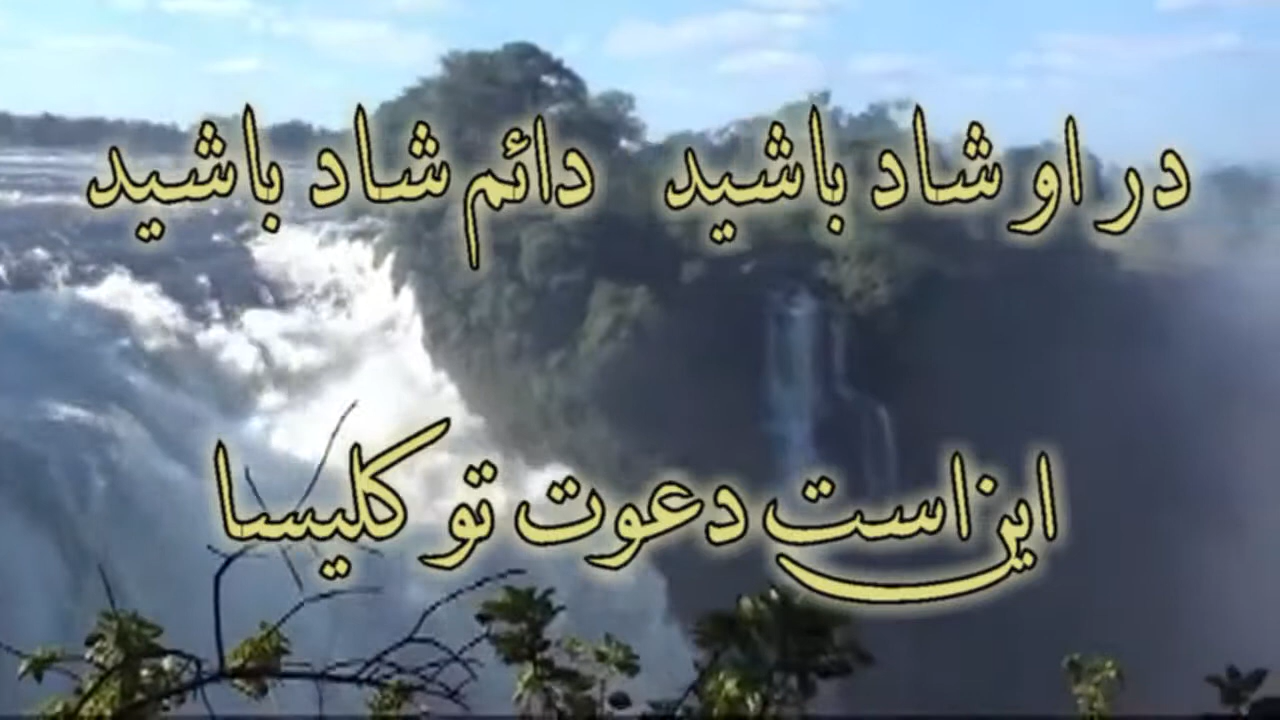 در او شاد باشید دائم شاد باشید
این است دعوت تو کلیسا